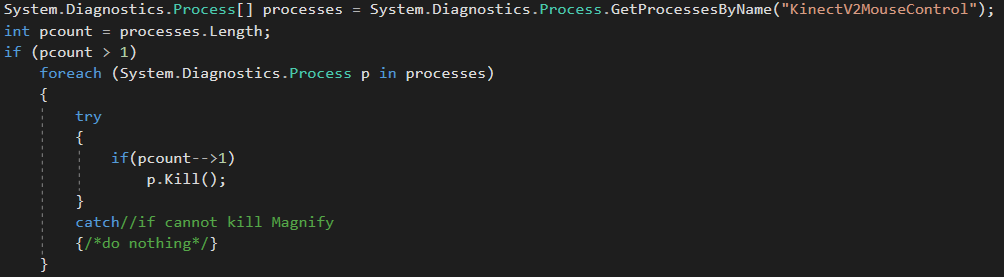 System.Diagnostics.Process[] processes = System.Diagnostics.Process.GetProcessesByName("KinectV2MouseControl");
int pcount = processes.Length;
if (pcount > 1)
    foreach (System.Diagnostics.Process p in processes)
    {
        try
        {
            if(pcount-->1)
                p.Kill();
        }
        catch//if cannot kill Magnify
        {/*do nothing*/}
    }